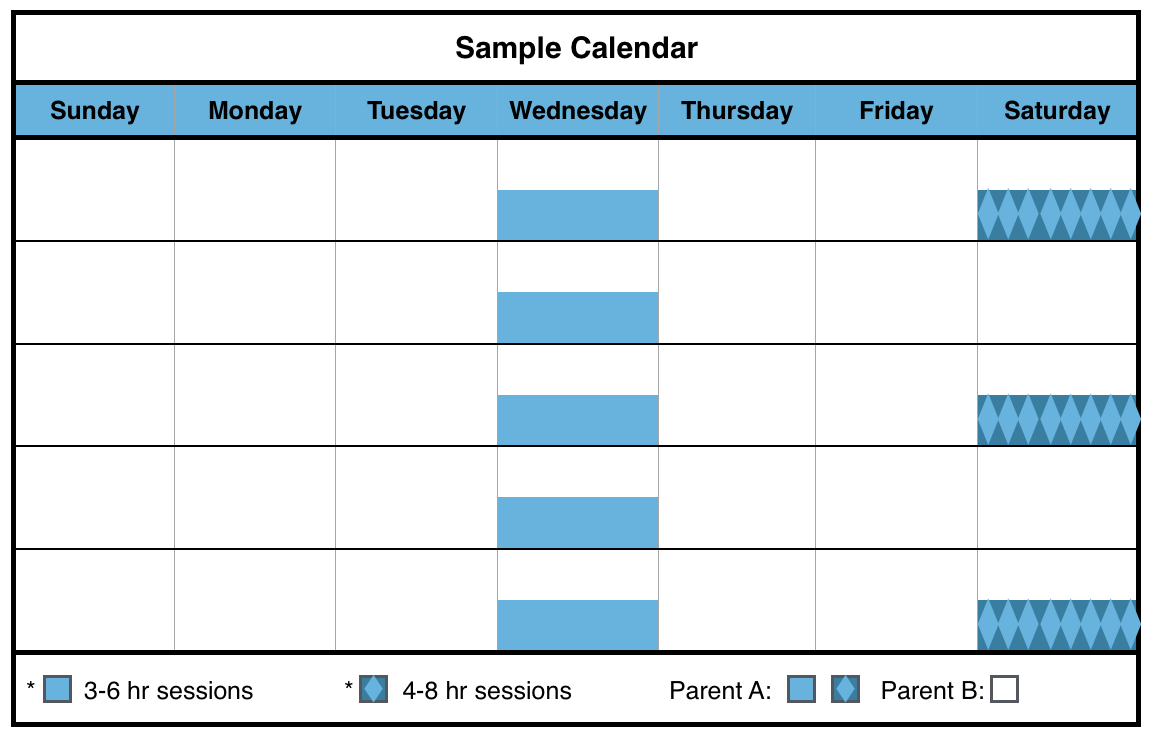 Sample Calendar
Sunday Monday Tuesday Wednesday Thursday Friday Saturday
* 3-6 hr sessions * 4-8 hr sessions Parent A: Parent B: